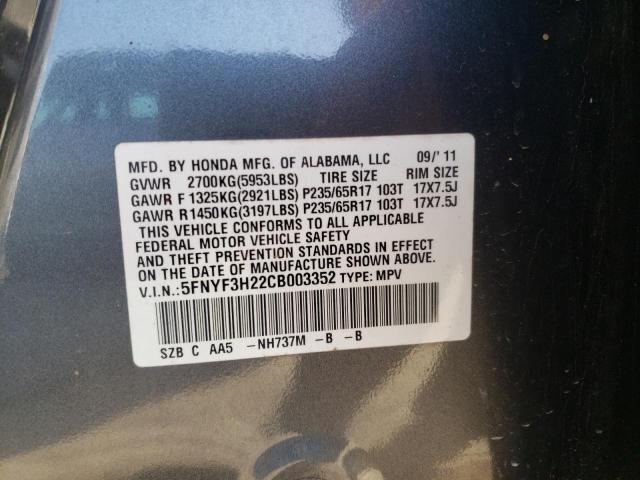 MFD. BY HONDA MFG. OF ALABAMA, LLC 09/'11
GVWR 2700KG(5953LBS) TIRE SIZE RIM SIZE
GAWR F 1325KG(2921LBS) P235/65R17 103T 17X7.5J
GAWR R1450KG(3197LBS) P235/65R17 103T 17X7.5J
THIS VEHICLE CONFORMS TO ALL APPLICABLE
FEDERAL MOTOR VEHICLE SAFETY
AND THEFT PREVENTION STANDARDS IN EFFECT
ON THE DATE OF MANUFACTURE SHOWN ABOVE.
V.I.N.:5FNYF3H22CB003352 TYPE: MPV
SZB C AA5 -NH737M -B -B